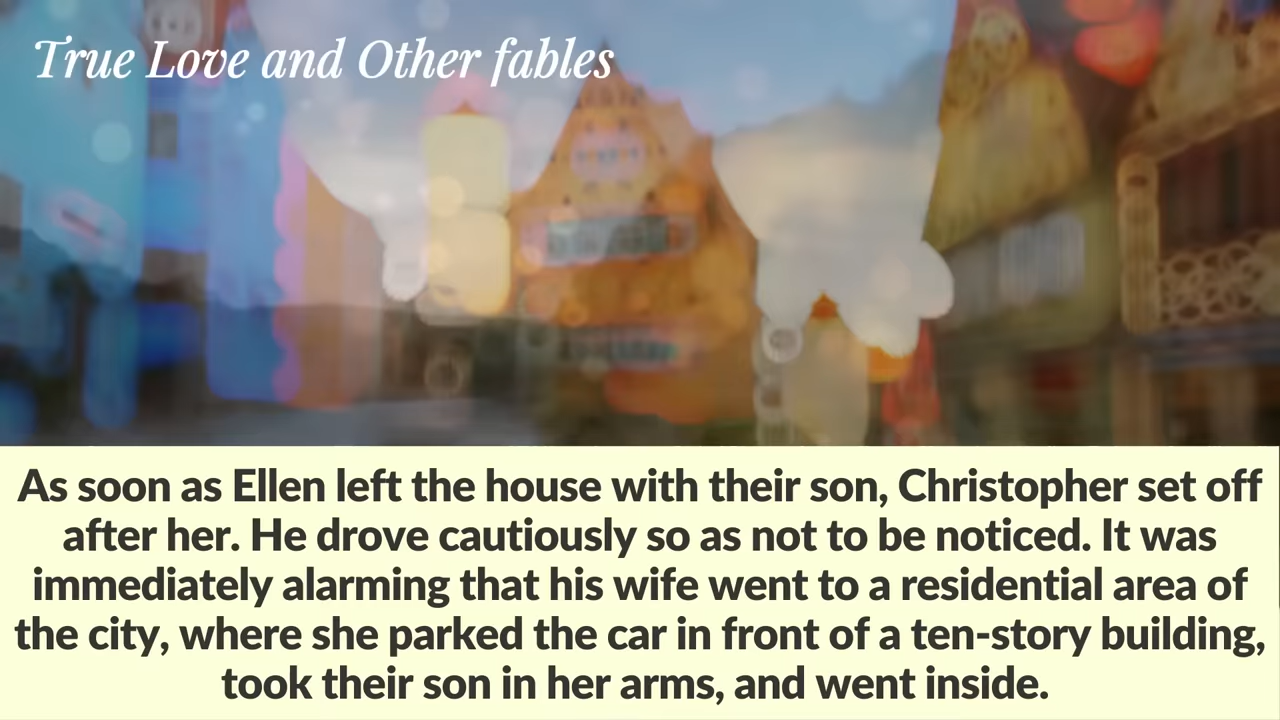 True Love and Other fables
As soon as Ellen left the house with their son, Christopher set off
after her. He drove cautiously so as not to be noticed. It was
immediately alarming that his wife went to a residential area of
the city, where she parked the car in front of a ten-story building,
took their son in her arms, and went inside.